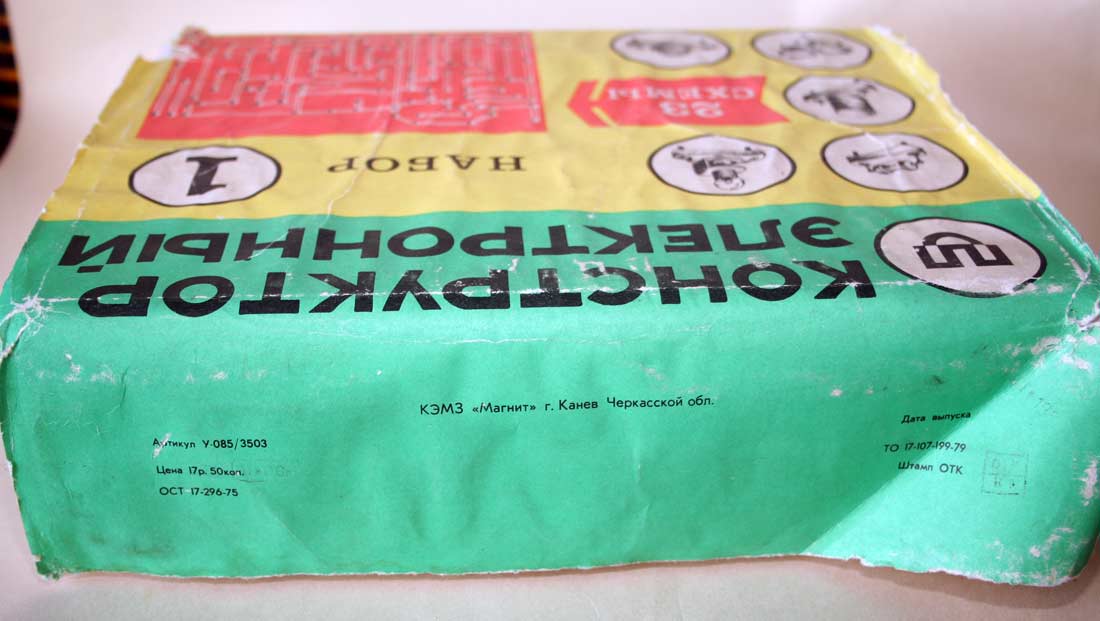 КОНСТРУКТОР
ЭЛЕКТРОННЫЙ
НАБОР
1
23
СХЕМЫ
КЭМЗ «Магнит» г. Канев Черкасской обл.
Артикул У-085/3503
Цена 17р. 50коп.
ОСТ 17-296-75
Дата выпуска
ТО 17-107-199-79
Штамп ОТК